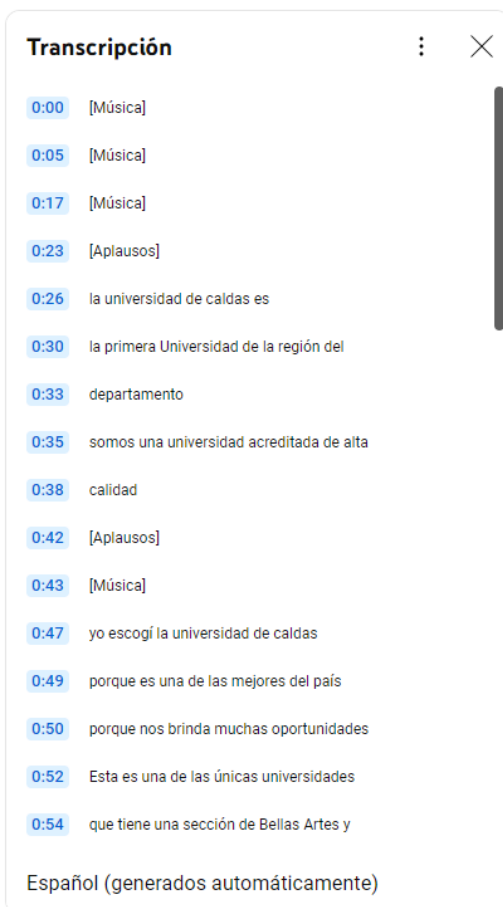 Transcripción
0:00 [Música]
0:05 [Música]
0:17 [Música]
0:23 [Aplausos]
0:26 la universidad de caldas es
0:30 la primera Universidad de la región del
0:33 departamento
0:35 somos una universidad acreditada de alta
0:38 calidad
0:42 [Aplausos]
0:43 [Música]
0:47 yo escogí la universidad de caldas
0:49 porque es una de las mejores del país
0:50 porque nos brinda muchas oportunidades
0:52 Esta es una de las únicas universidades
0:54 que tiene una sección de Bellas Artes y
Español (generados automáticamente)